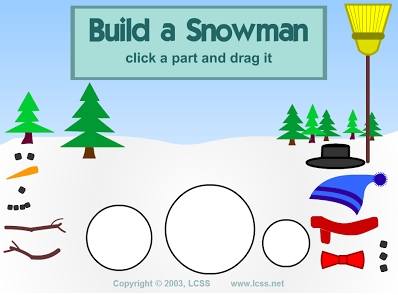 Build a Snowman
click a part and drag it
Copyright © 2003, LCSS www.lcss.net